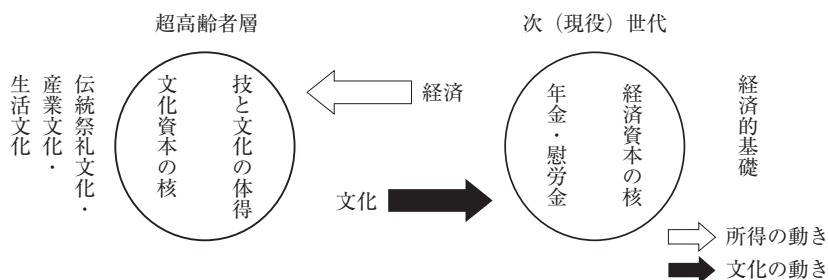 超高齢者層
次（現役）世代
伝統祭礼文化・
産業文化・
生活文化
技と文化の体得
文化資本の核
経済
文化
経済資本の核
年金・慰労金
経済的基礎
所得の動き
文化の動き